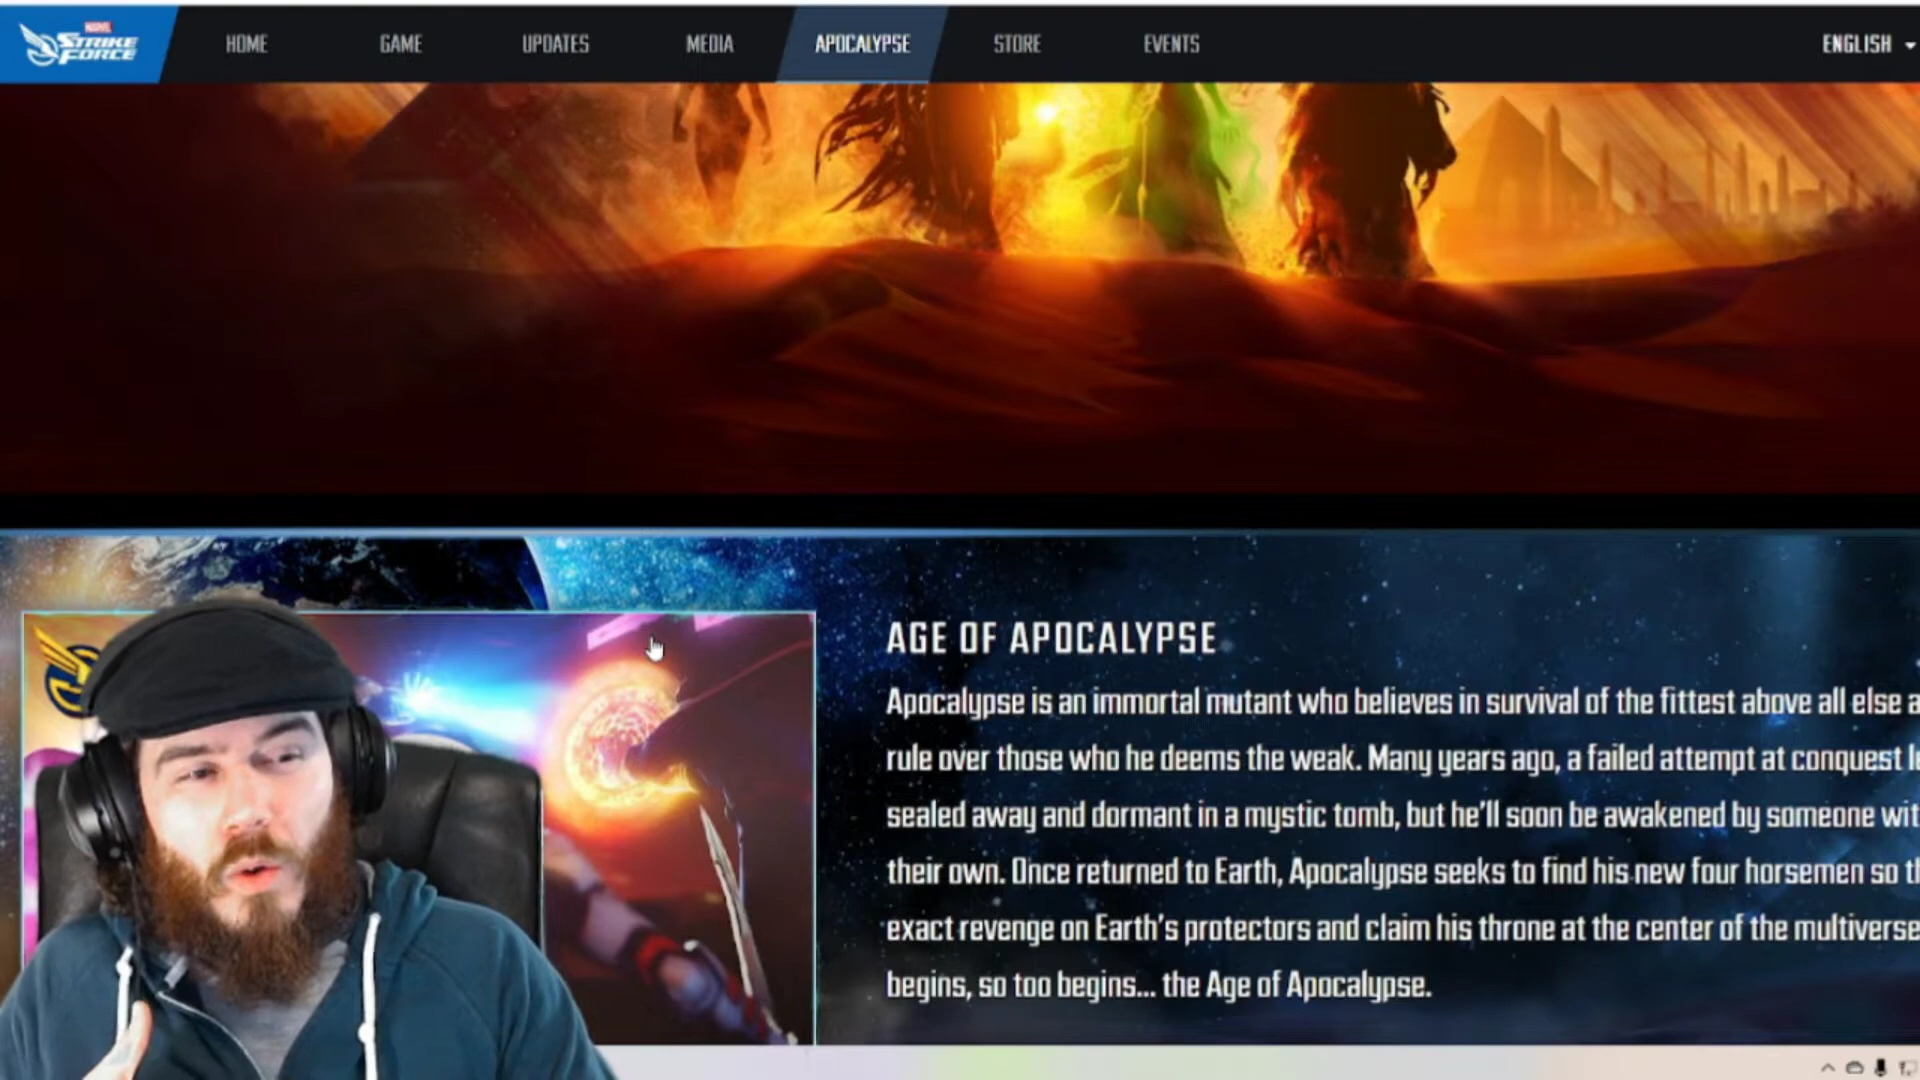 MARVEL
STRIKE
FORCE
HOME
GAME
UPDATES
MEDIA
APOCALYPSE
STORE
EVENTS
ENGLISH
AGE OF APOCALYPSE
Apocalypse is an immortal mutant who believes in survival of the fittest above all else a
rule over those who he deems the weak. Many years ago, a failed attempt at conquest le
sealed away and dormant in a mystic tomb, but he'll soon be awakened by someone wit
their own. Once returned to Earth, Apocalypse seeks to find his new four horsemen so th
exact revenge on Earth's protectors and claim his throne at the center of the multiverse
begins, so too begins... the Age of Apocalypse.